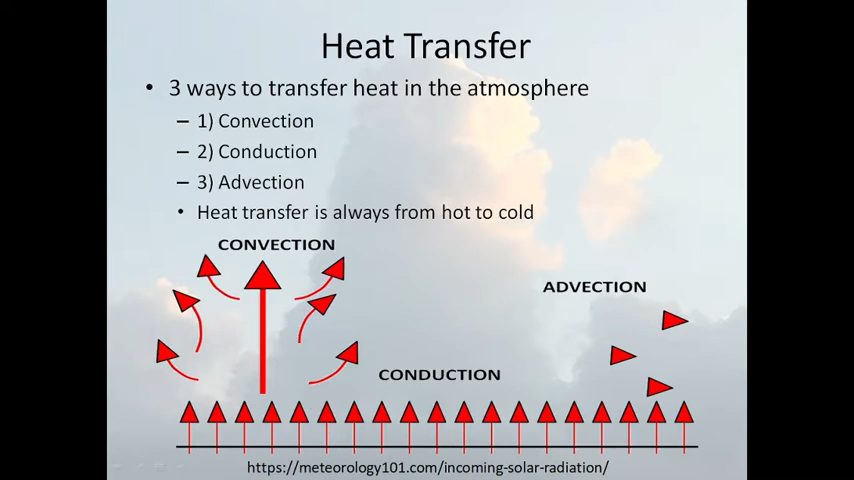 Heat Transfer
• 3 ways to transfer heat in the atmosphere
– 1) Convection
– 2) Conduction
– 3) Advection
• Heat transfer is always from hot to cold
CONVECTION
ADVECTION
CONDUCTION
https://meteorology101.com/incoming-solar-radiation/